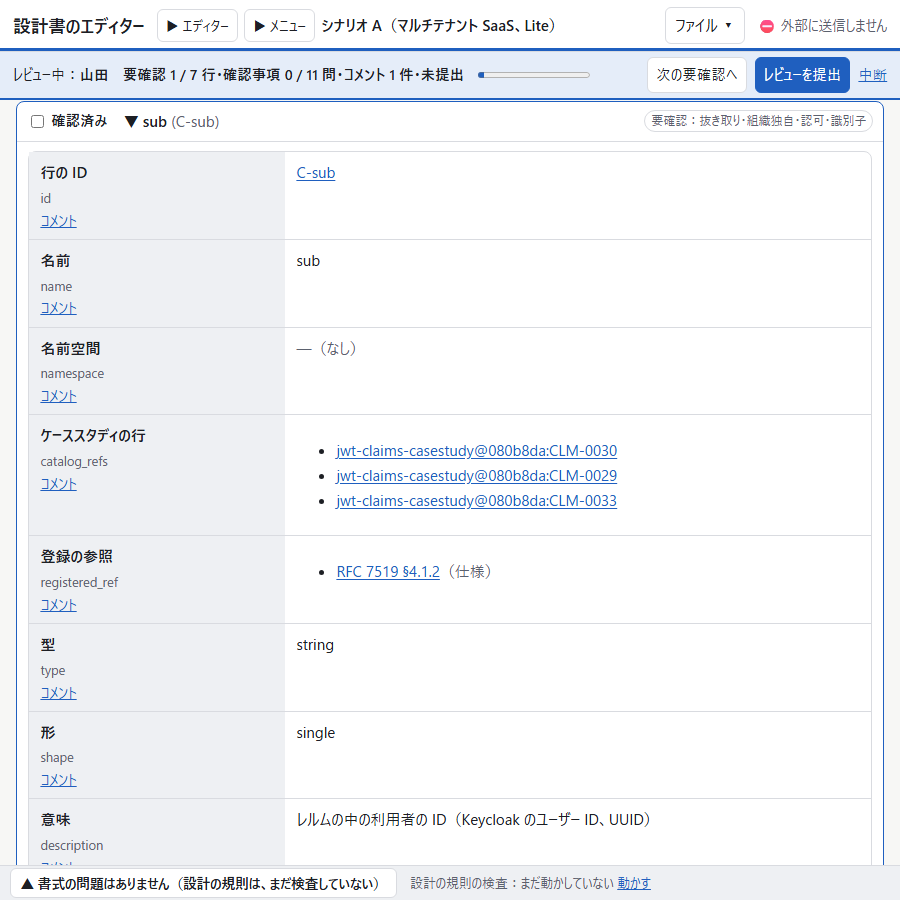 設計書のエディター ▶ エディター ▶ メニュー シナリオ A（マルチテナント SaaS、Lite） ファイル ▼ 外部に送信しません
レビュー中：山田 要確認 1 / 7 行・確認事項 0 / 11 問・コメント 1 件・未提出 次の要確認へ レビューを提出 中断
確認済み ▼ sub (C-sub) 要確認：抜き取り・組織独自・認可・識別子
行の ID
id
コメント
C-sub
名前
name
コメント
sub
名前空間
namespace
コメント
—（なし）
ケーススタディの行
catalog_refs
コメント
• jwt-claims-casestudy@080b8da:CLM-0030
• jwt-claims-casestudy@080b8da:CLM-0029
• jwt-claims-casestudy@080b8da:CLM-0033
登録の参照
registered_ref
コメント
• RFC 7519 §4.1.2（仕様）
型
type
コメント
string
形
shape
コメント
single
意味
description
レルムの中の利用者の ID（Keycloak のユーザー ID、UUID）
▲ 書式の問題はありません（設計の規則は、まだ検査していない） 設計の規則の検査：まだ動かしていない 動かす